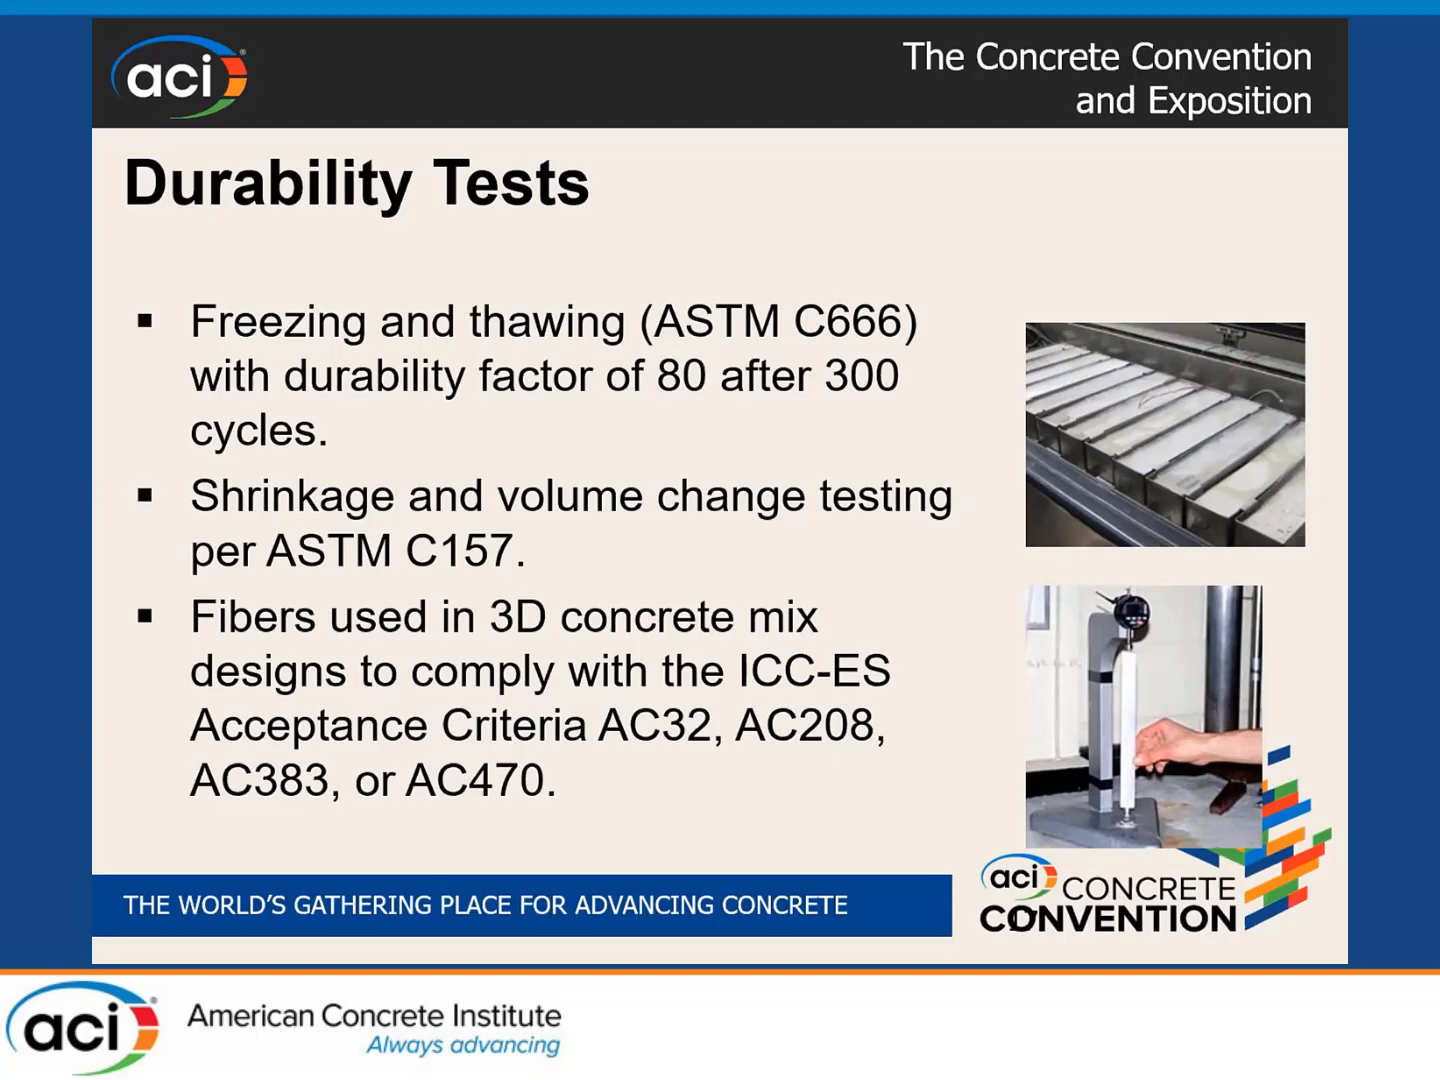 aci
The Concrete Convention
and Exposition
Durability Tests
▪ Freezing and thawing (ASTM C666)
with durability factor of 80 after 300
cycles.
▪ Shrinkage and volume change testing
per ASTM C157.
▪ Fibers used in 3D concrete mix
designs to comply with the ICC-ES
Acceptance Criteria AC32, AC208,
AC383, or AC470.
THE WORLD'S GATHERING PLACE FOR ADVANCING CONCRETE
aci CONCRETE
CONVENTION
aci® American Concrete Institute
Always advancing